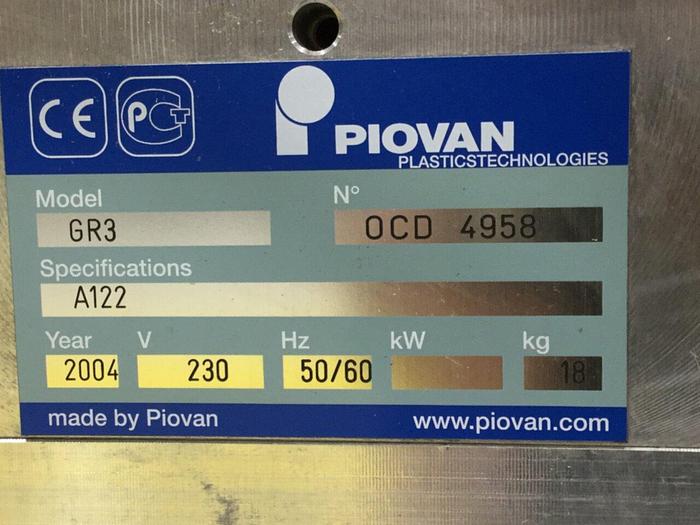 CE PCT PIOVAN
PLASTICSTECHNOLOGIES
Model N°
GR3 OCD 4958
Specifications
A122
Year V Hz kW kg
2004 230 50/60 18
made by Piovan www.piovan.com